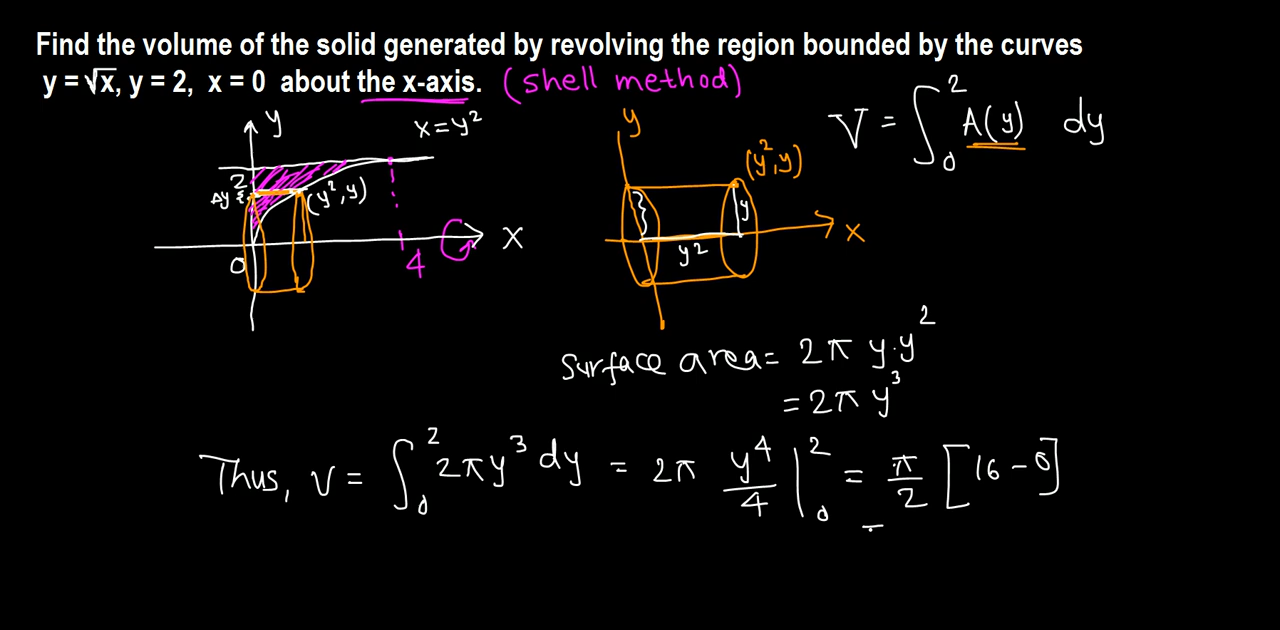 Find the volume of the solid generated by revolving the region bounded by the curves
y = √x, y = 2, x = 0 about the x-axis. (shell method)
V = ∫₀² A(y) dy
y
x = y²
2
Δy
(y², y)
x
0
4
y
(y², y)
y
y²
x
Surface area = 2π y·y²
= 2π y³
Thus, V = ∫₀² 2πy³ dy = 2π y⁴/4 |₀² = π/2 [16 - 0]